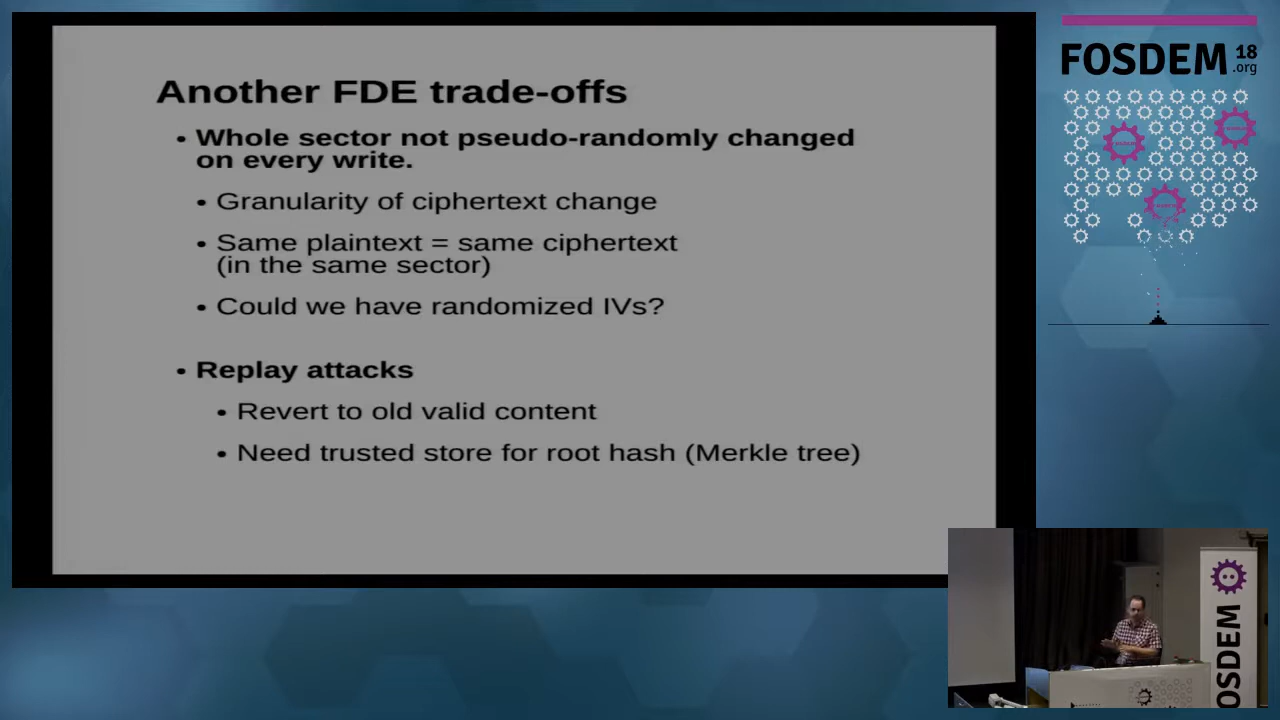 Another FDE trade-offs
• Whole sector not pseudo-randomly changed
on every write.
• Granularity of ciphertext change
• Same plaintext = same ciphertext
(in the same sector)
• Could we have randomized IVs?
• Replay attacks
• Revert to old valid content
• Need trusted store for root hash (Merkle tree)
FOSDEM 18
.org
OSDEM